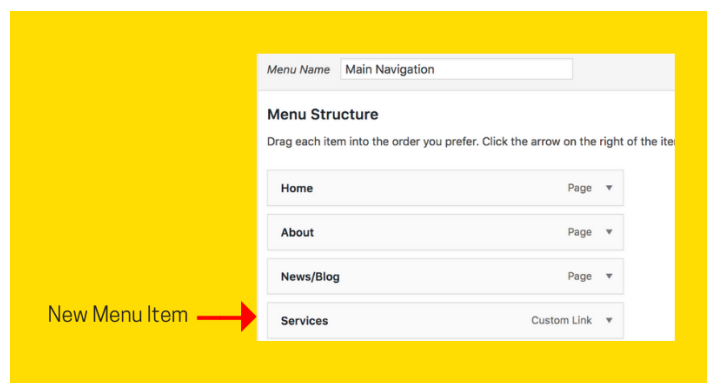 Menu Name Main Navigation
Menu Structure
Drag each item into the order you prefer. Click the arrow on the right of the
Home Page
About Page
News/Blog Page
New Menu Item
Services Custom Link